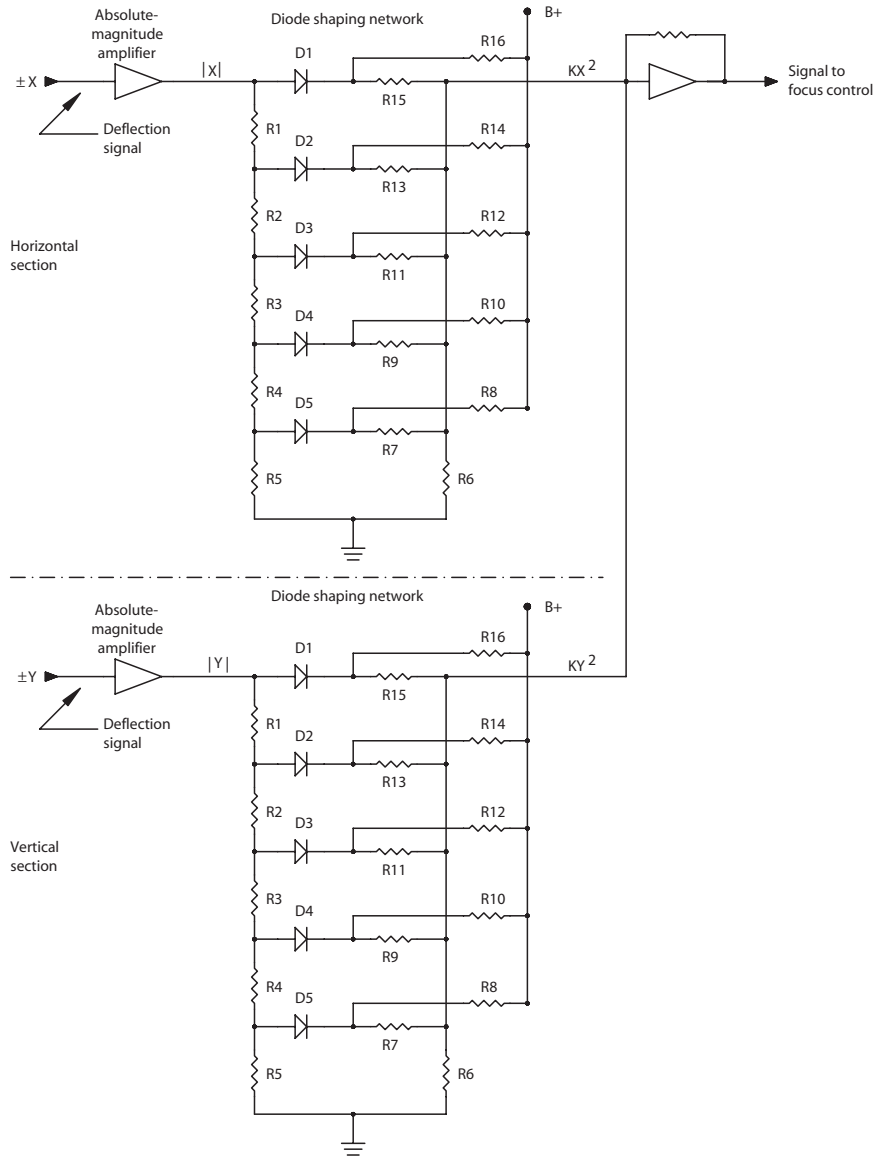 Absolute-
magnitude
amplifier
Diode shaping network
B+
D1
R16
±X
|X|
R15
KX²
Signal to
focus control
Deflection
signal
R1
D2
R14
R13
R2
D3
R12
Horizontal
section
R11
R3
D4
R10
R9
R4
D5
R8
R7
R5
R6
Absolute-
magnitude
amplifier
Diode shaping network
B+
D1
R16
±Y
|Y|
R15
KY²
Deflection
signal
R1
D2
R14
R13
R2
D3
R12
Vertical
section
R11
R3
D4
R10
R9
R4
D5
R8
R7
R5
R6